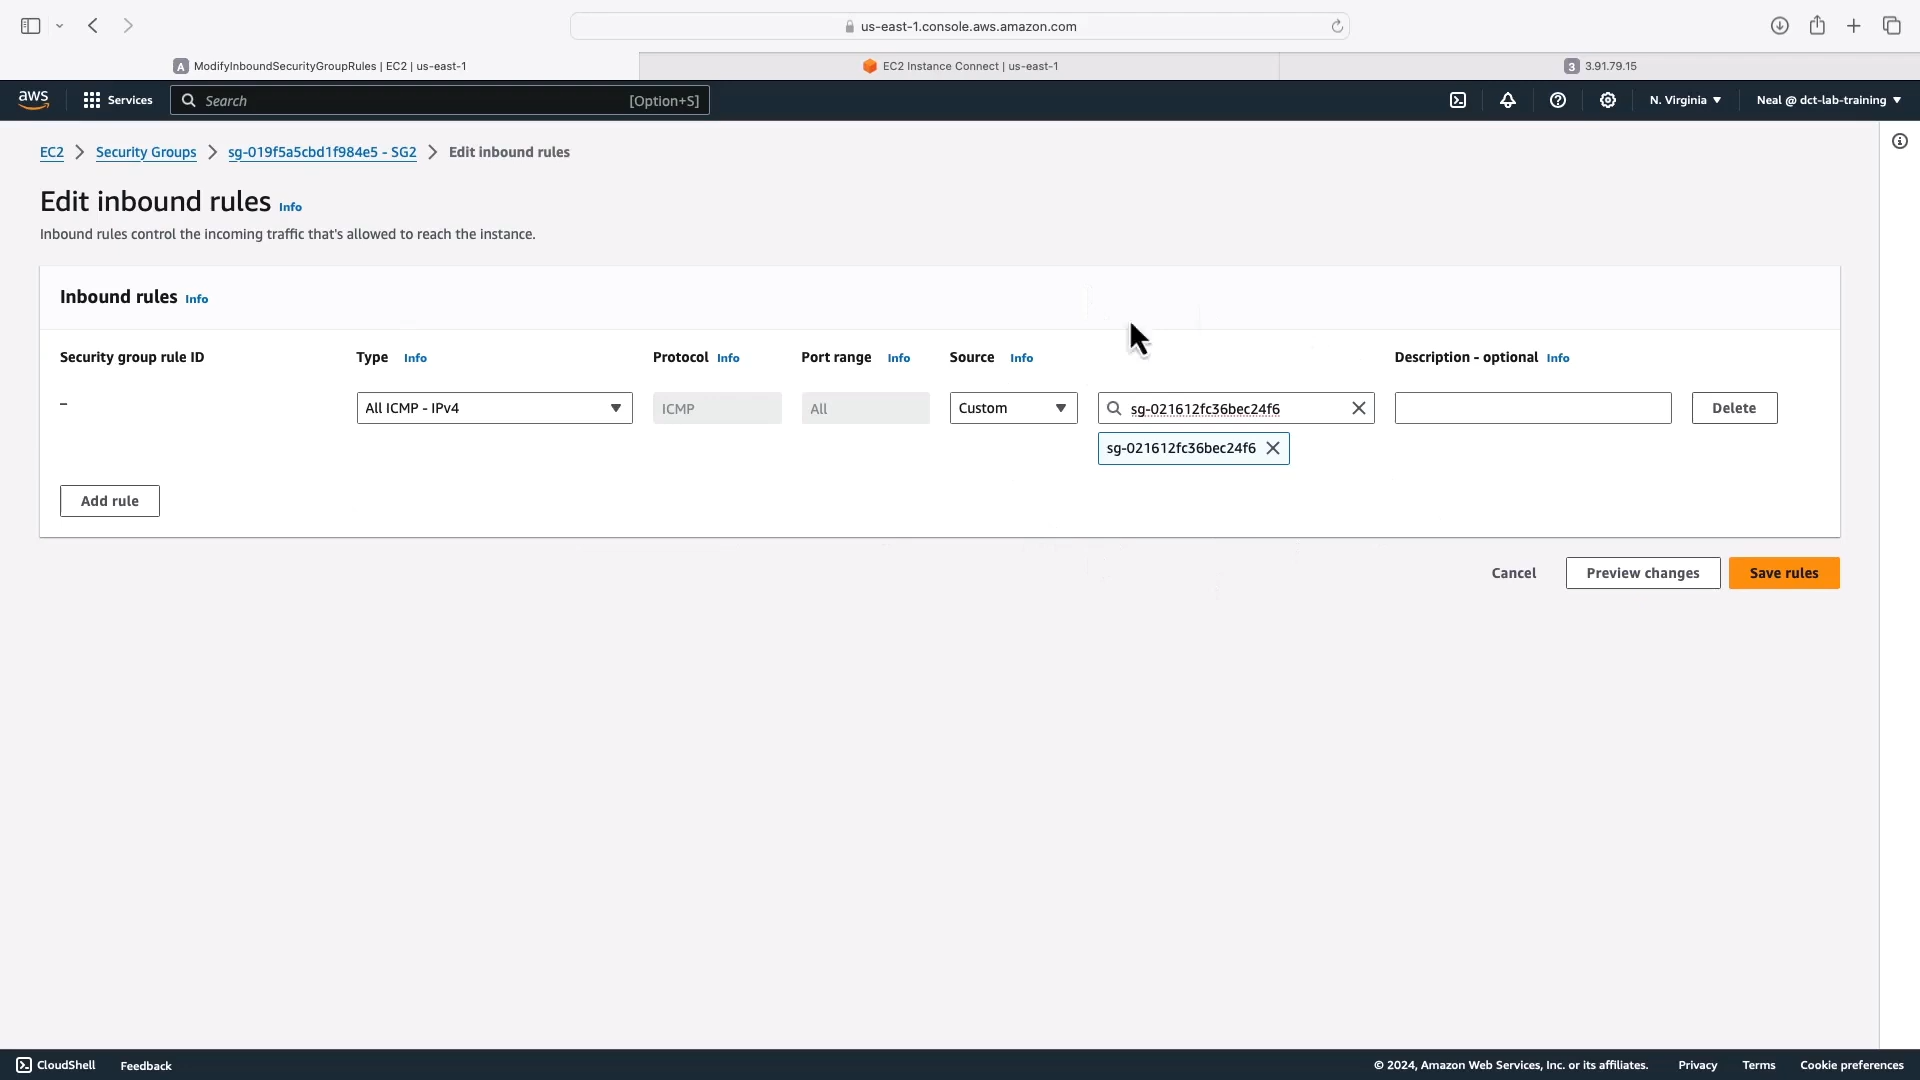 us-east-1.console.aws.amazon.com
A ModifyInboundSecurityGroupRules | EC2 | us-east-1
EC2 Instance Connect | us-east-1
3 3.91.79.15
aws Services Search [Option+S] N. Virginia Neal @ dct-lab-training
EC2 Security Groups sg-019f5a5cbd1f984e5 - SG2 Edit inbound rules
Edit inbound rules Info
Inbound rules control the incoming traffic that's allowed to reach the instance.
Inbound rules Info
Security group rule ID Type Info Protocol Info Port range Info Source Info Description - optional Info
– All ICMP - IPv4 ICMP All Custom sg-021612fc36bec24f6 Delete
sg-021612fc36bec24f6
Add rule
Cancel Preview changes Save rules
CloudShell Feedback © 2024, Amazon Web Services, Inc. or its affiliates. Privacy Terms Cookie preferences